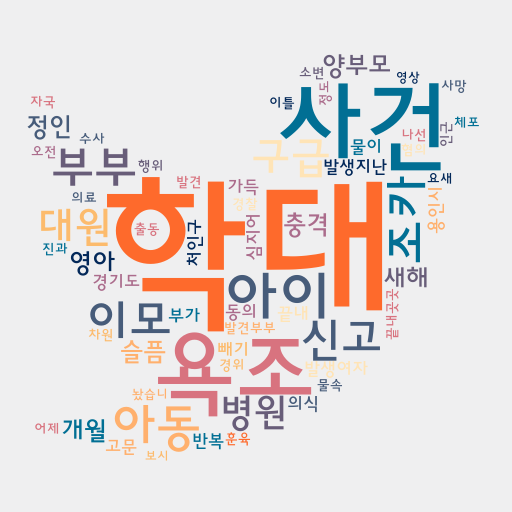 소변
양부모
영상
사망
자국
이틀
정도
사건
정인
수사
구급
물이
나선
인근
체포
오전
부부
행위
발생지난
의료
발견
가득
경찰
조카
요새
용인시
학대
대원
출동
처인구
심지어
충격
진과
영아
경기도
아이
새해
이모
부가
동의
끝내
끝내곳곳
차원
발견부부
신고
슬픔
욕조
빼기
경위
발생여자
물속
놨습니
아동
병원
의식
어제
개월
고문
반복
훈육
보시